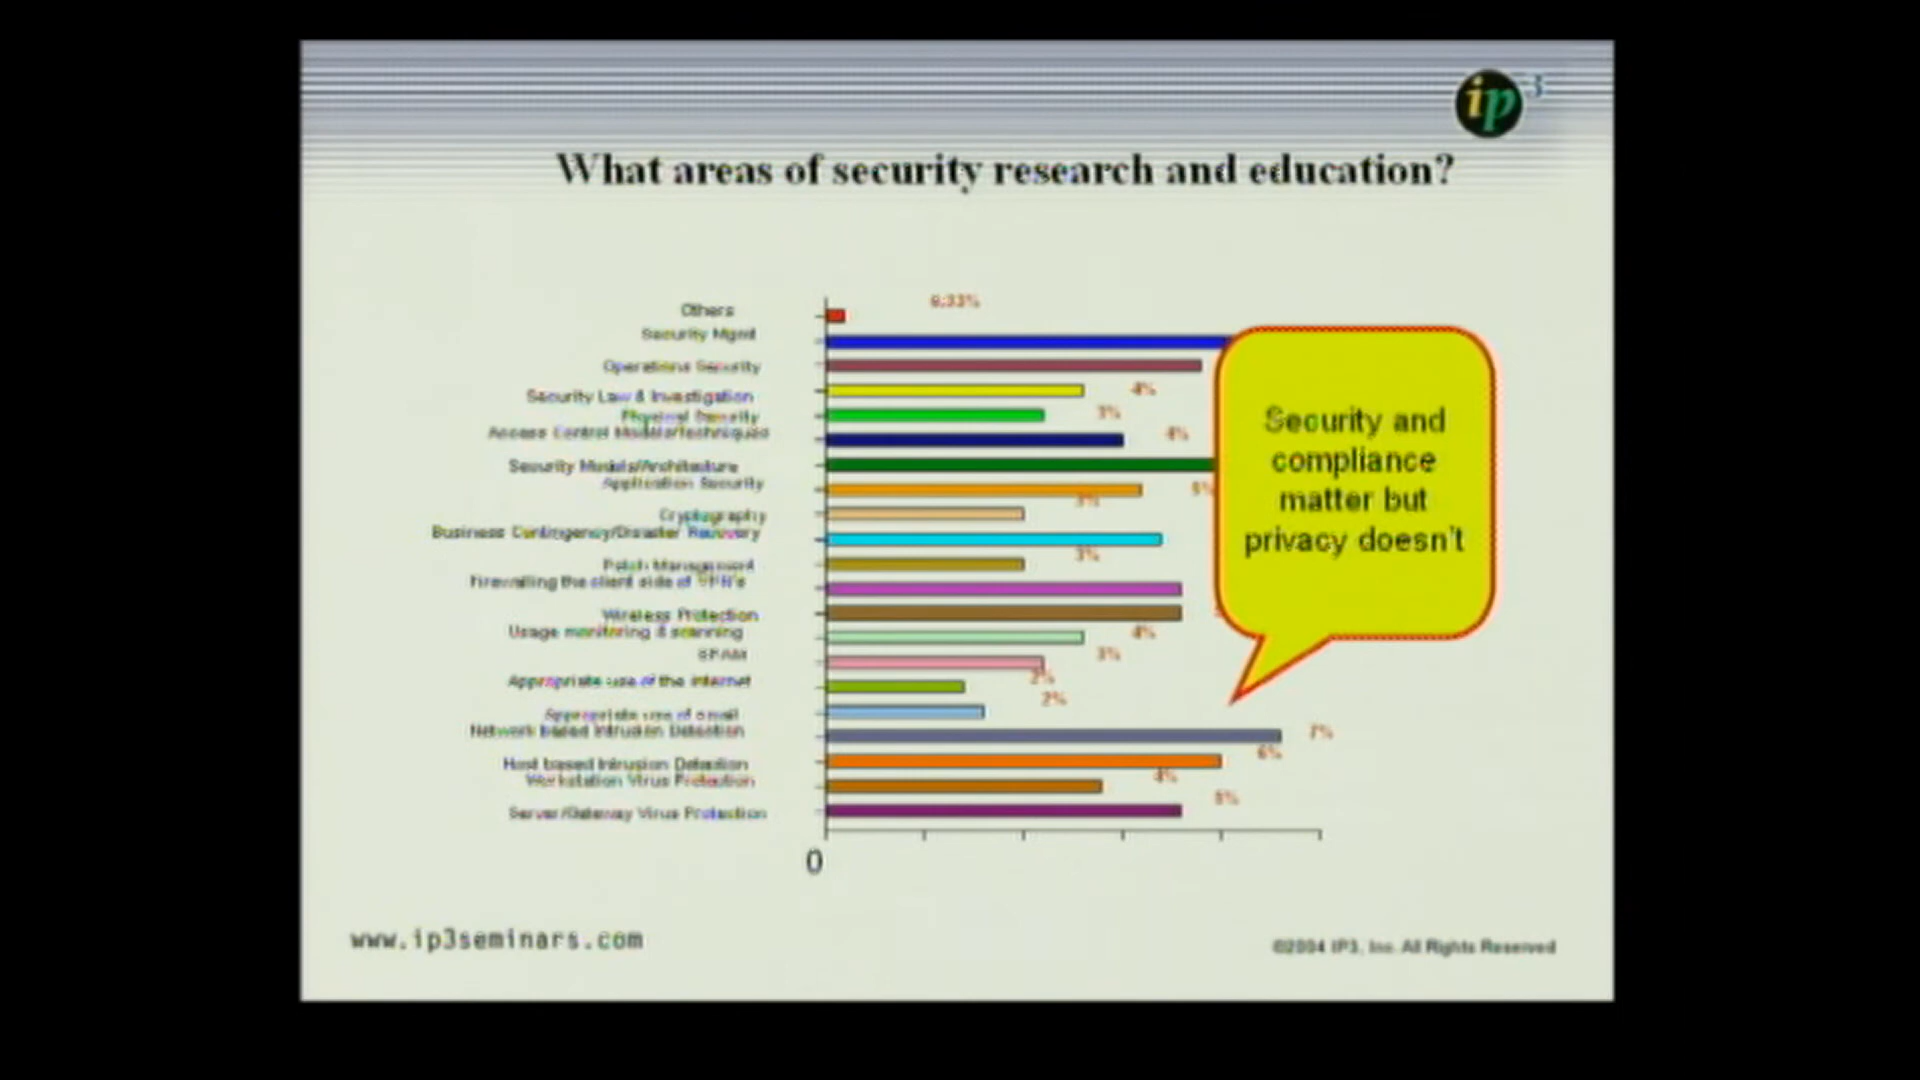 ip3
What areas of security research and education?
Others
0.33%
Security Mgmt
Operations Security
Security Law & Investigation
4%
Physical Security
3%
Access Control Models/Techniques
4%
Security Models/Architecture
Application Security
5%
Cryptography
3%
Business Contingency/Disaster Recovery
Patch Management
3%
Firewalling the client side of VPN's
Wireless Protection
Usage monitoring & scanning
4%
SPAM
3%
Appropriate use of the internet
2%
Appropriate use of email
2%
Network based Intrusion Detection
7%
Host based Intrusion Detection
6%
Workstation Virus Protection
4%
Server/Gateway Virus Protection
5%
0
Security and
compliance
matter but
privacy doesn't
www.ip3seminars.com
©2004 IP3, Inc. All Rights Reserved